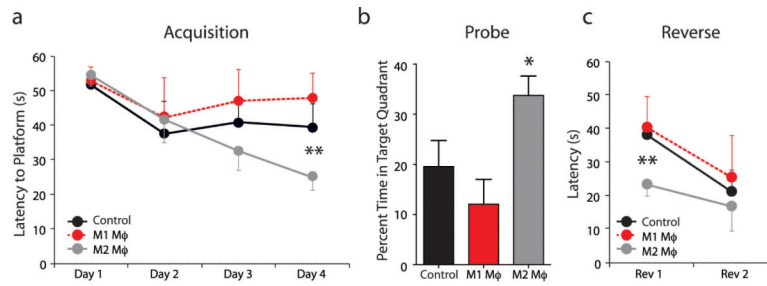 a
Acquisition
Latency to Platform (s)
60
50
40
30
20
10
0
**
Control
M1 Mϕ
M2 Mϕ
Day 1 Day 2 Day 3 Day 4
b
Probe
Percent Time in Target Quadrant
40
30
20
10
0
*
Control M1 Mϕ M2 Mϕ
c
Reverse
Latency (s)
60
50
40
30
20
10
0
**
Control
M1 Mϕ
M2 Mϕ
Rev 1 Rev 2